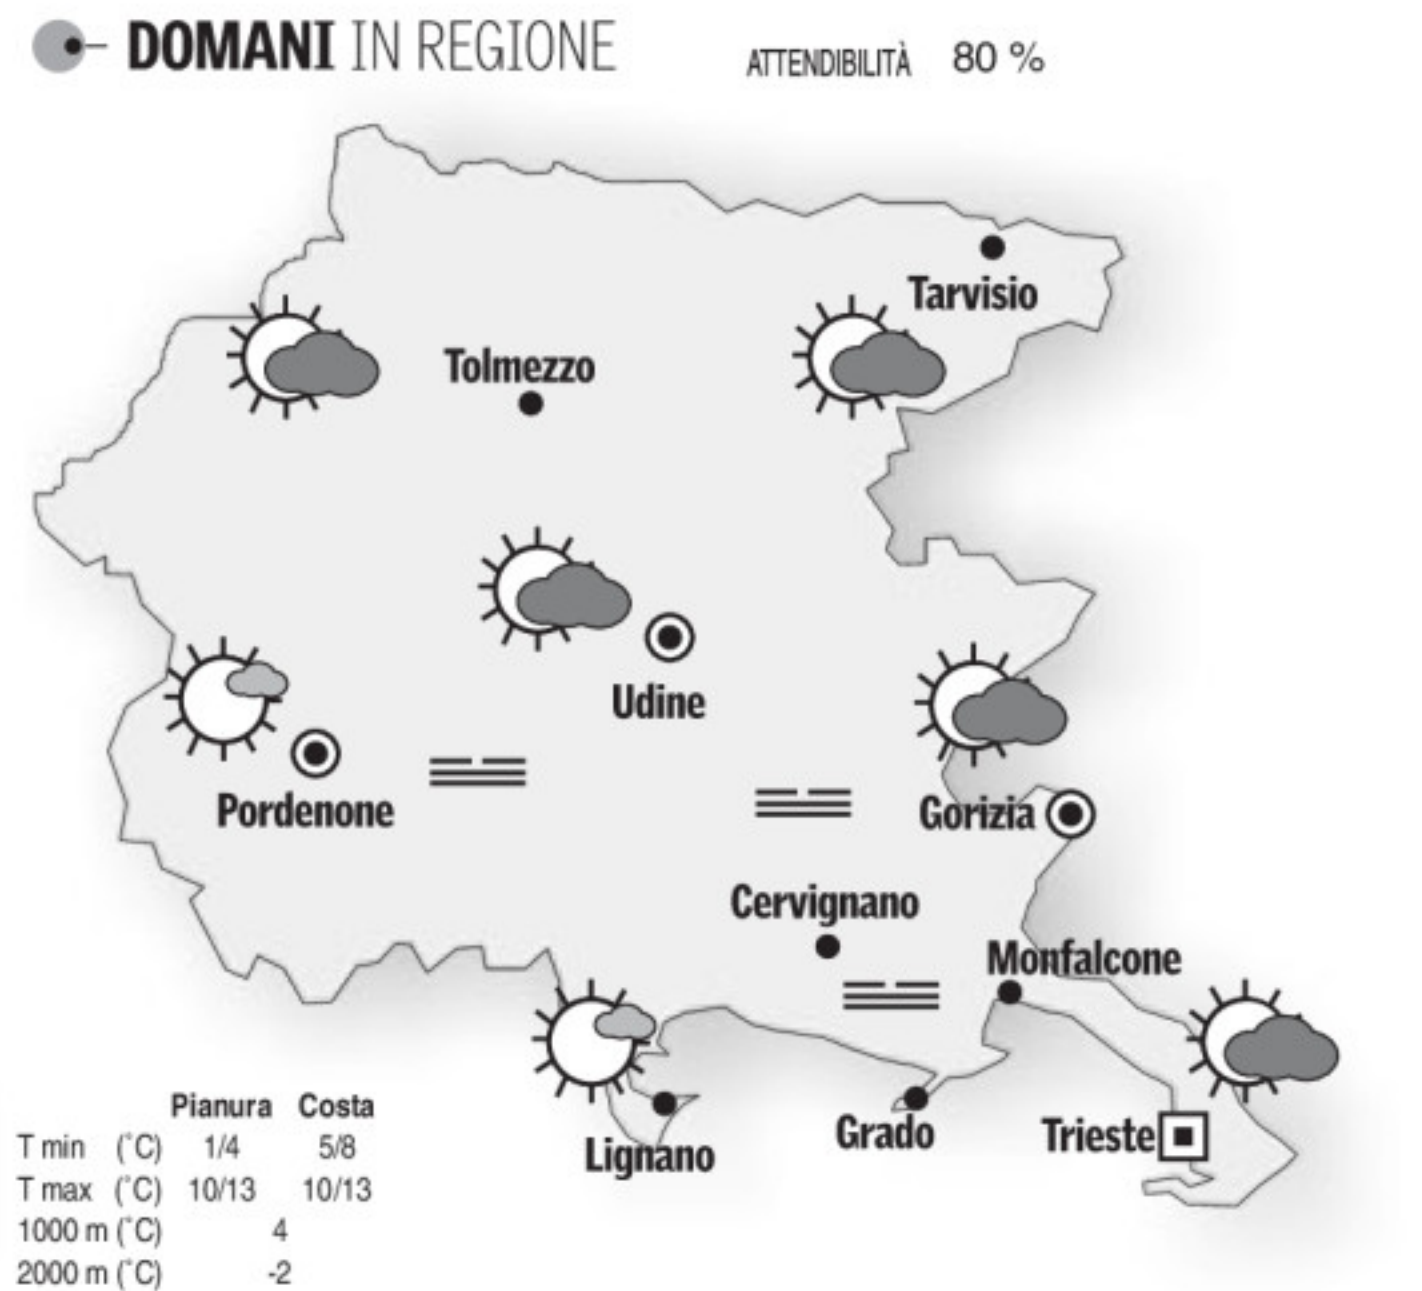 DOMANI IN REGIONE
ATTENDIBILITÀ 80 %
Tarvisio
Tolmezzo
Udine
Pordenone
Gorizia
Cervignano
Monfalcone
Grado
Trieste
Lignano
Pianura Costa
T min (°C) 1/4 5/8
T max (°C) 10/13 10/13
1000 m (°C) 4
2000 m (°C) -2